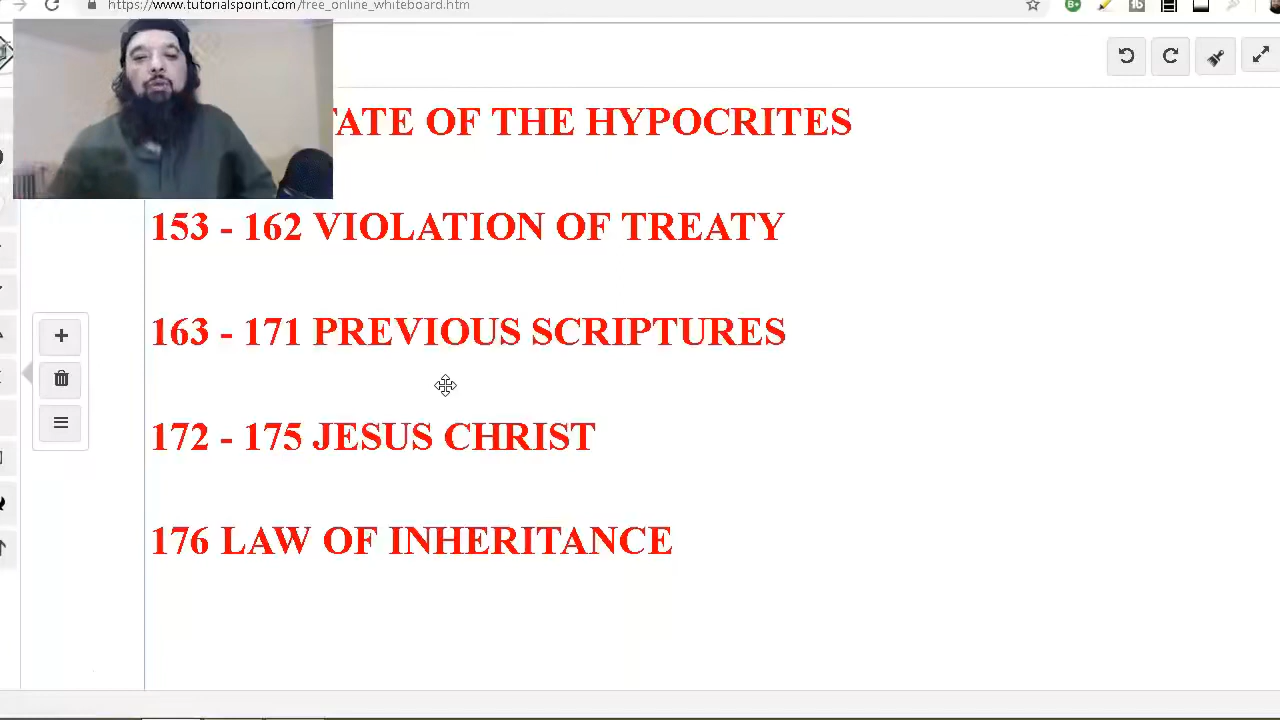 https://www.tutorialspoint.com/free_online_whiteboard.htm
TATE OF THE HYPOCRITES
153 - 162 VIOLATION OF TREATY
163 - 171 PREVIOUS SCRIPTURES
172 - 175 JESUS CHRIST
176 LAW OF INHERITANCE